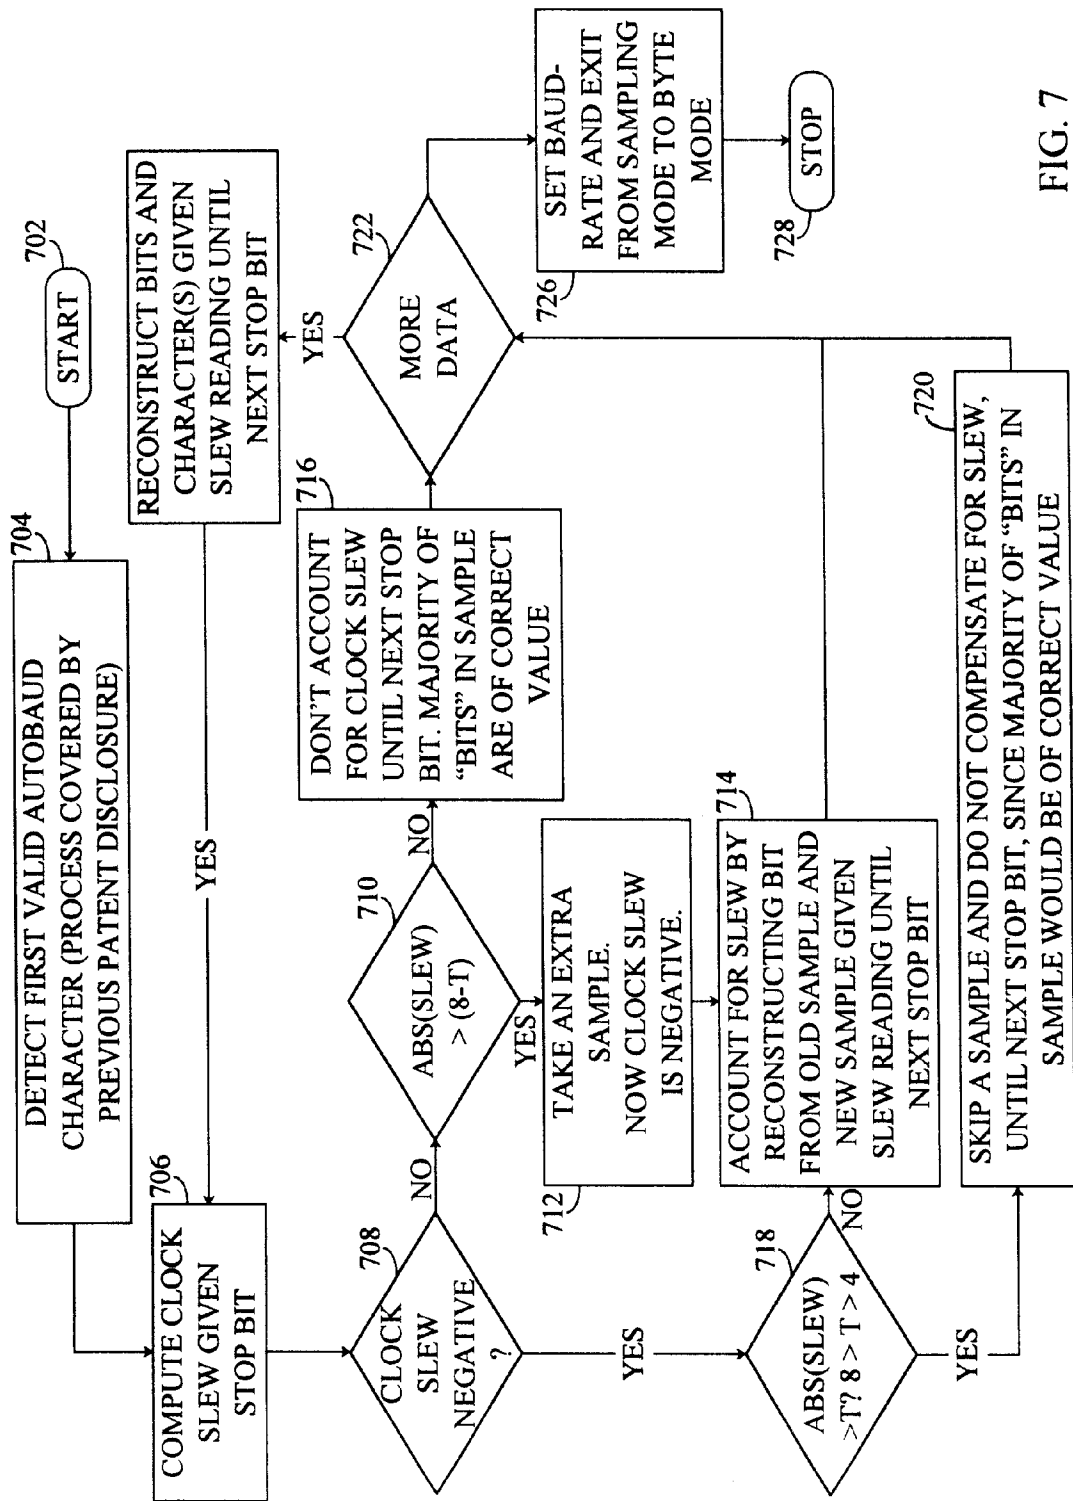 702
START
704
DETECT FIRST VALID AUTOBAUD
CHARACTER (PROCESS COVERED BY
PREVIOUS PATENT DISCLOSURE)
706
COMPUTE CLOCK
SLEW GIVEN
STOP BIT
YES
RECONSTRUCT BITS AND
CHARACTER(S) GIVEN
SLEW READING UNTIL
NEXT STOP BIT
708
CLOCK
SLEW
NEGATIVE
?
NO
YES
710
ABS(SLEW)
> (8-T)
NO
YES
716
DON'T ACCOUNT
FOR CLOCK SLEW
UNTIL NEXT STOP
BIT. MAJORITY OF
“BITS” IN SAMPLE
ARE OF CORRECT
VALUE
712
TAKE AN EXTRA
SAMPLE.
NOW CLOCK SLEW
IS NEGATIVE.
714
ACCOUNT FOR SLEW BY
RECONSTRUCTING BIT
FROM OLD SAMPLE AND
NEW SAMPLE GIVEN
SLEW READING UNTIL
NEXT STOP BIT
718
ABS(SLEW)
>T? 8 > T > 4
NO
YES
720
SKIP A SAMPLE AND DO NOT COMPENSATE FOR SLEW,
UNTIL NEXT STOP BIT, SINCE MAJORITY OF “BITS” IN
SAMPLE WOULD BE OF CORRECT VALUE
722
MORE
DATA
YES
726
SET BAUD-
RATE AND EXIT
FROM SAMPLING
MODE TO BYTE
MODE
728
STOP
FIG. 7